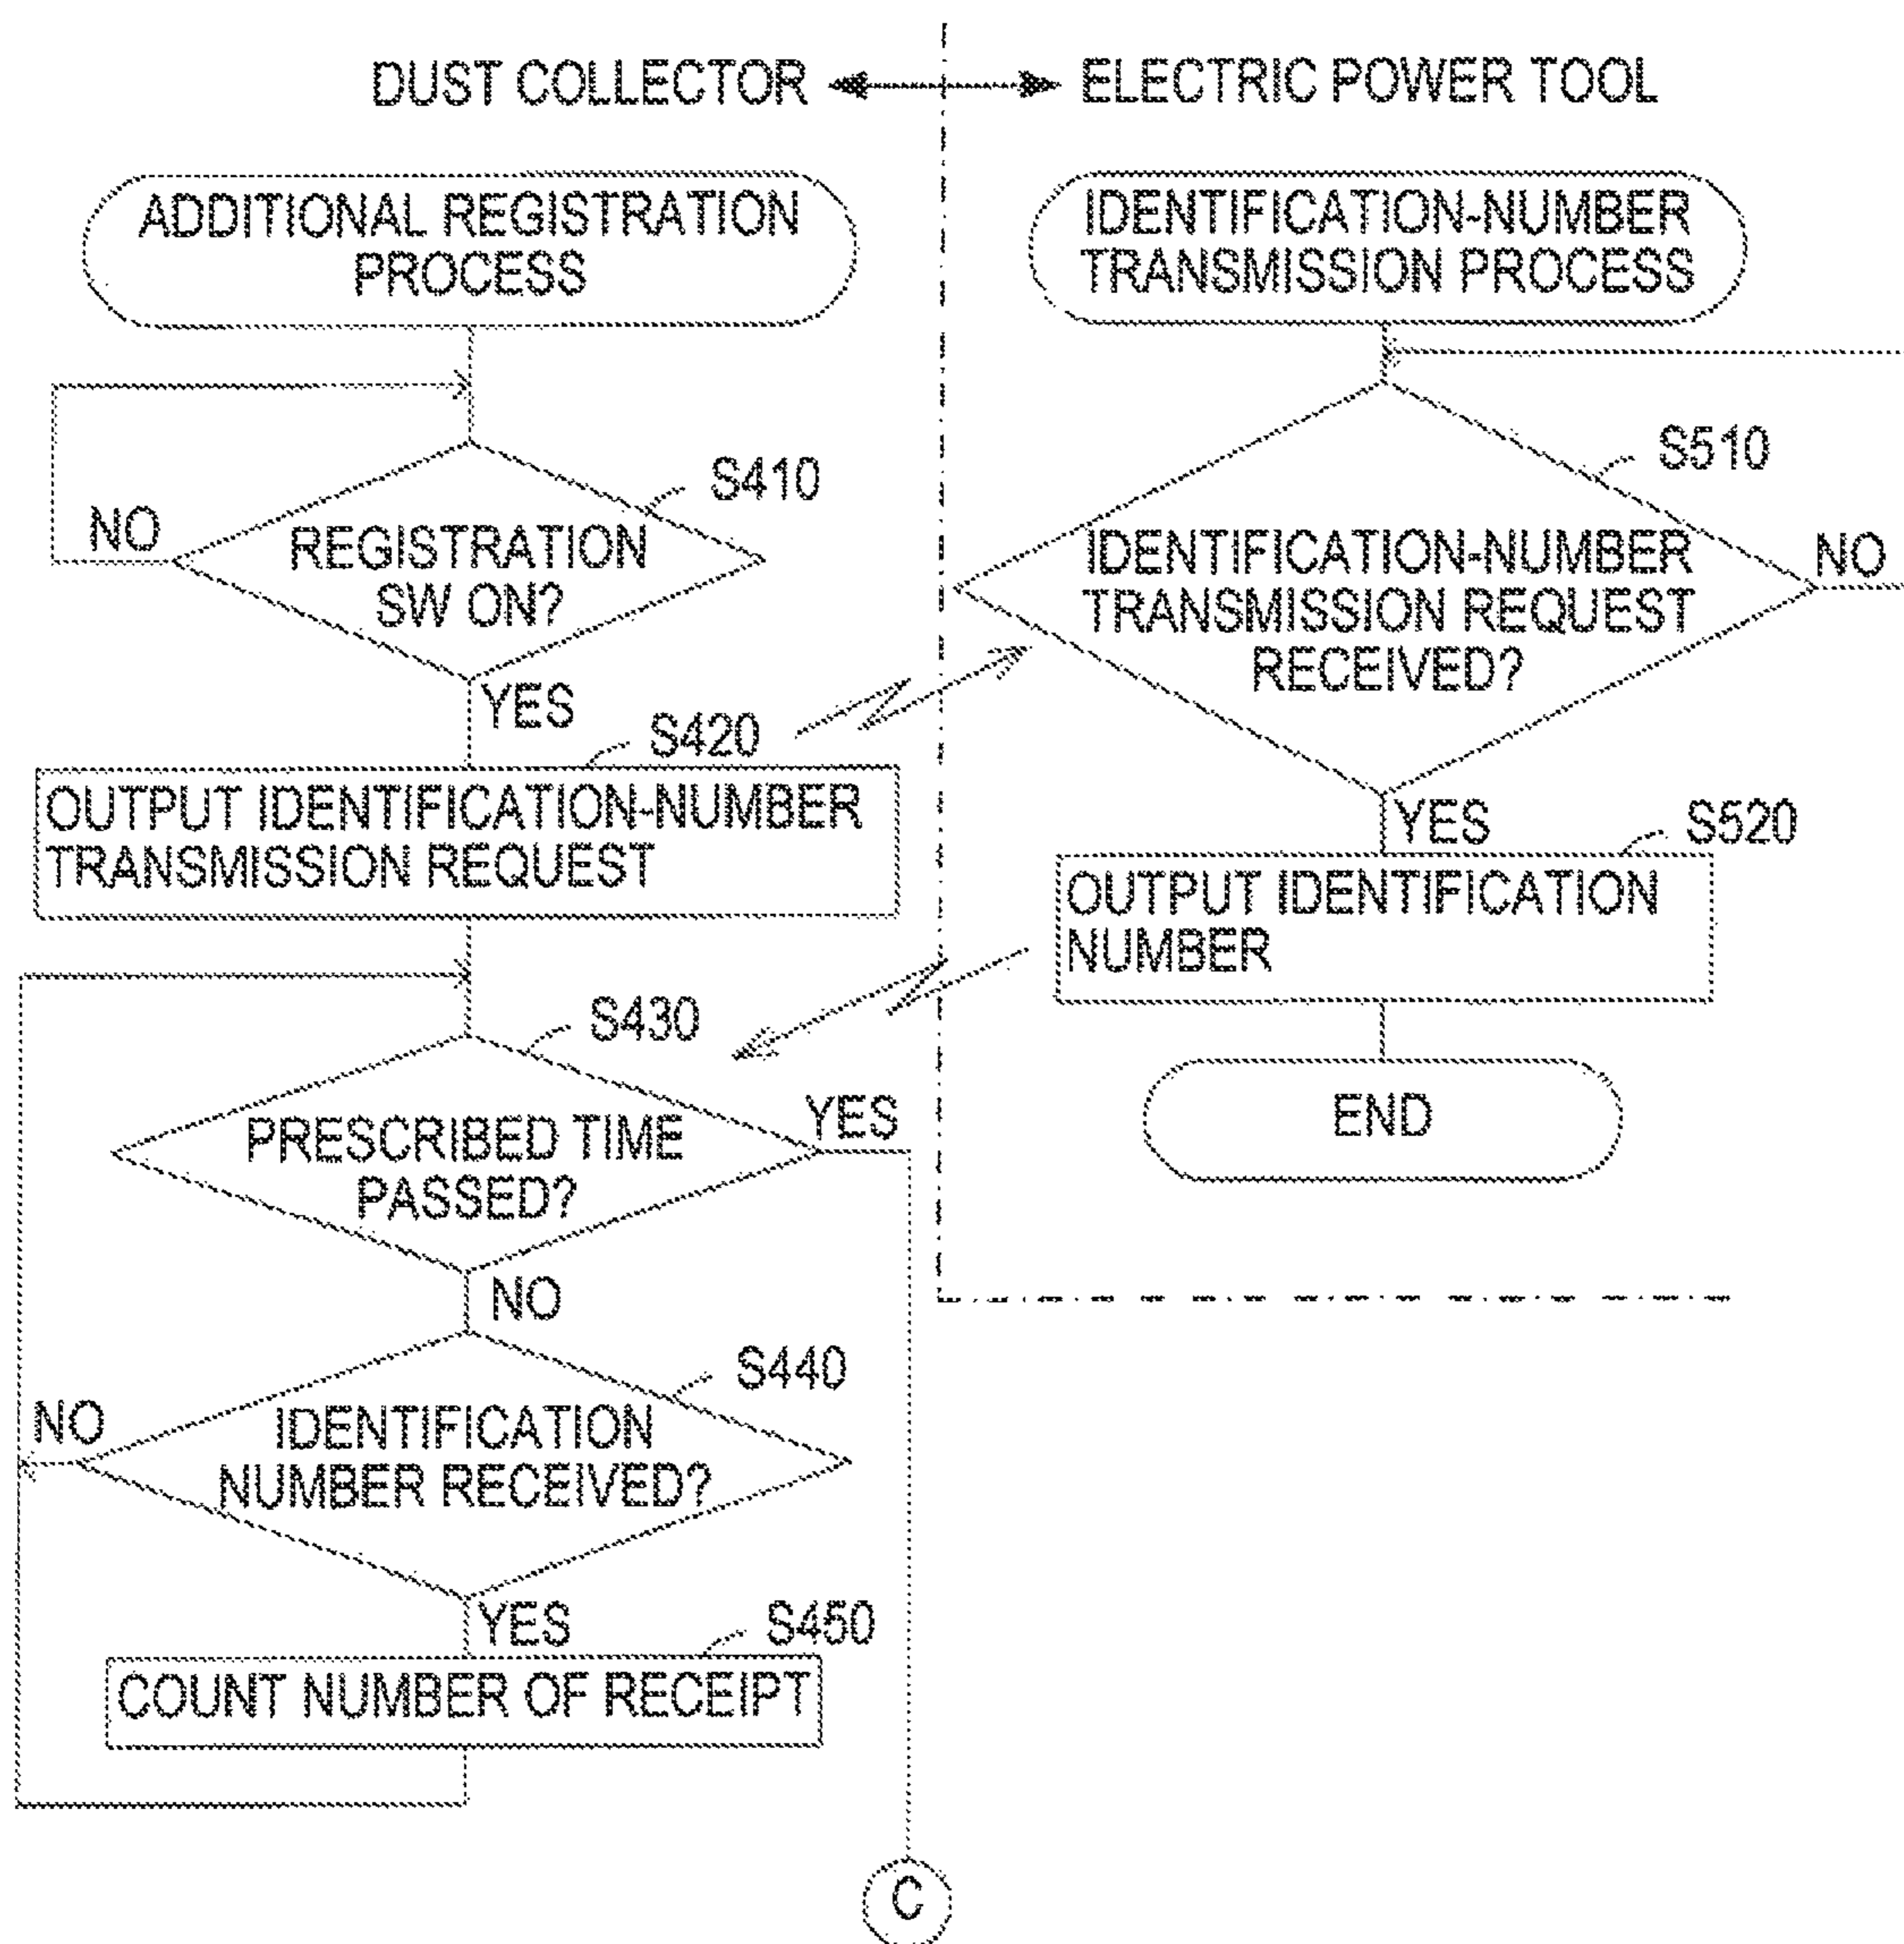 DUST COLLECTOR
ELECTRIC POWER TOOL
ADDITIONAL REGISTRATION
PROCESS
NO
S410
REGISTRATION
SW ON?
YES
S420
OUTPUT IDENTIFICATION-NUMBER
TRANSMISSION REQUEST
S430
PRESCRIBED TIME
PASSED?
YES
NO
S440
NO
IDENTIFICATION
NUMBER RECEIVED?
YES
S450
COUNT NUMBER OF RECEIPT
C
IDENTIFICATION-NUMBER
TRANSMISSION PROCESS
S510
IDENTIFICATION-NUMBER
TRANSMISSION REQUEST
RECEIVED?
NO
YES
S520
OUTPUT IDENTIFICATION
NUMBER
END